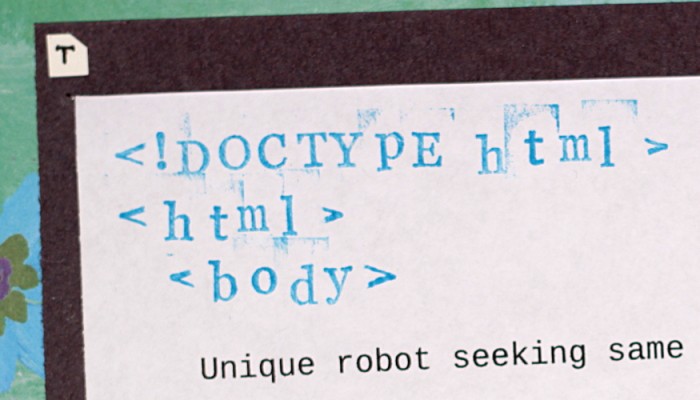 T
<!DOCTYPE html>
<html>
<body>
Unique robot seeking same